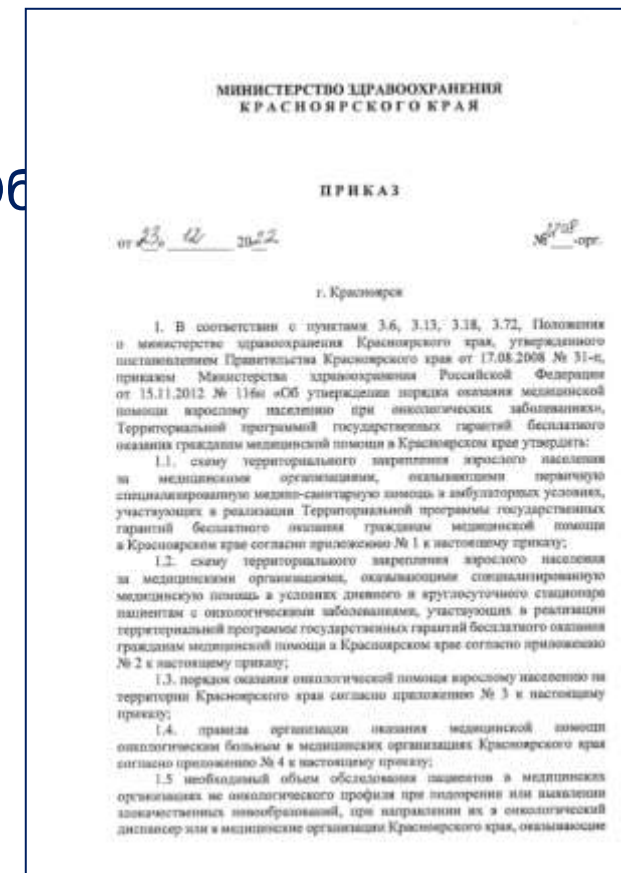 Об
МИНИСТЕРСТВО ЗДРАВООХРАНЕНИЯ
КРАСНОЯРСКОГО КРАЯ
ПРИКАЗ
от 23 12 2022 № -орг.
г. Красноярск
1. В соответствии с пунктами 3.6, 3.13, 3.18, 3.72, Положения
о министерстве здравоохранения Красноярского края, утвержденного
постановлением Правительства Красноярского края от 17.08.2008 № 31-п,
приказом Министерства здравоохранения Российской Федерации
от 15.11.2012 № 116н «Об утверждении порядка оказания медицинской
помощи взрослому населению при онкологических заболеваниях»,
Территориальной программой государственных гарантий бесплатного
оказания гражданам медицинской помощи в Красноярском крае утвердить:
1.1. схему территориального закрепления взрослого населения
за медицинскими организациями, оказывающими первичную
специализированную медико-санитарную помощь в амбулаторных условиях,
участвующих в реализации Территориальной программы государственных
гарантий бесплатного оказания гражданам медицинской помощи
в Красноярском крае согласно приложению № 1 к настоящему приказу;
1.2. схему территориального закрепления взрослого населения
за медицинскими организациями, оказывающими специализированную
медицинскую помощь в условиях дневного и круглосуточного стационара
пациентам с онкологическими заболеваниями, участвующих в реализации
территориальной программы государственных гарантий бесплатного оказания
гражданам медицинской помощи в Красноярском крае согласно приложению
№ 2 к настоящему приказу;
1.3. порядок оказания онкологической помощи взрослому населению на
территории Красноярского края согласно приложению № 3 к настоящему
приказу;
1.4. правила организации оказания медицинской помощи
онкологическим больным в медицинских организациях Красноярского края
согласно приложению № 4 к настоящему приказу;
1.5 необходимый объем обследования пациентов в медицинских
организациях не онкологического профиля при подозрении или выявлении
злокачественных новообразований, при направлении их в онкологический
диспансер или в медицинские организации Красноярского края, оказывающие